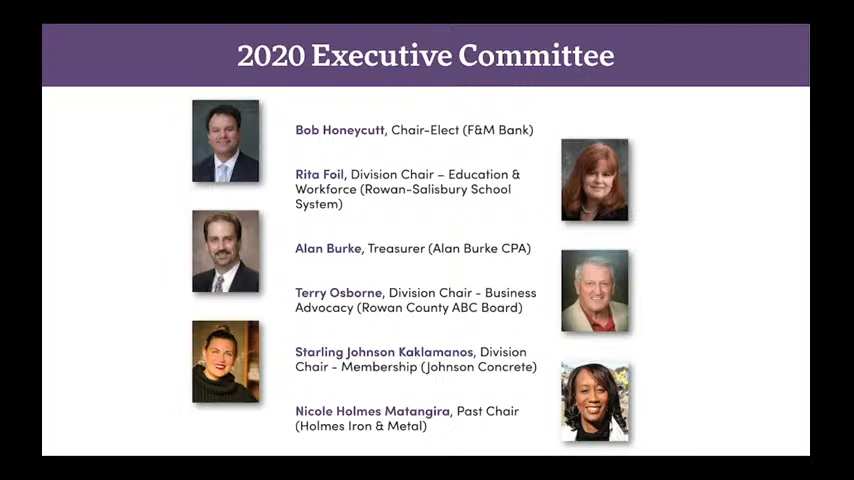 2020 Executive Committee
Bob Honeycutt, Chair-Elect (F&M Bank)
Rita Foil, Division Chair – Education &
Workforce (Rowan-Salisbury School
System)
Alan Burke, Treasurer (Alan Burke CPA)
Terry Osborne, Division Chair - Business
Advocacy (Rowan County ABC Board)
Starling Johnson Kaklamanos, Division
Chair - Membership (Johnson Concrete)
Nicole Holmes Matangira, Past Chair
(Holmes Iron & Metal)